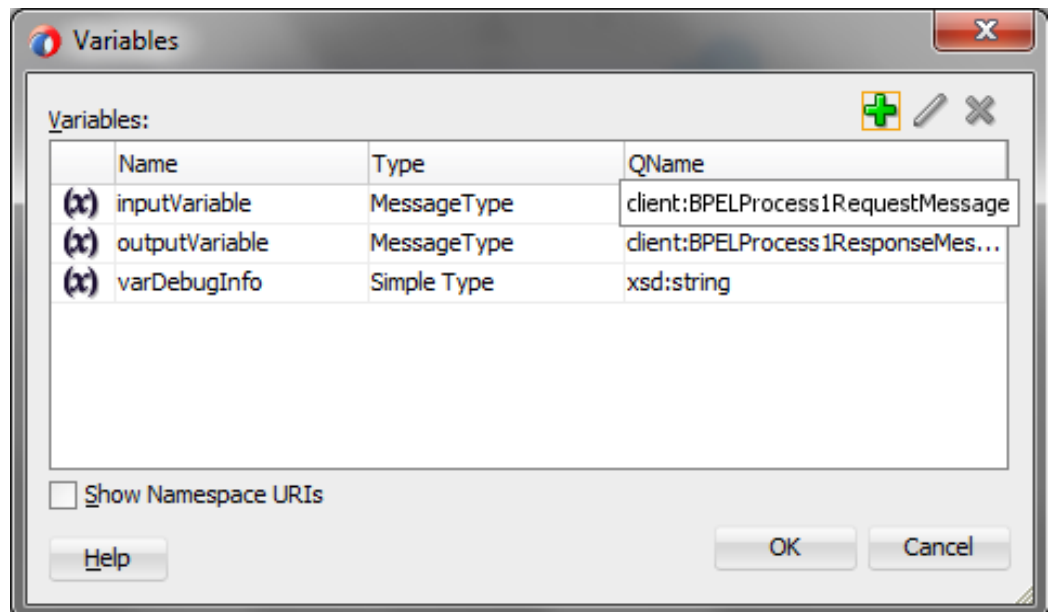 Variables
Variables:
Name Type QName
(x) inputVariable MessageType client:BPELProcess1RequestMessage
(x) outputVariable MessageType client:BPELProcess1ResponseMes...
(x) varDebugInfo Simple Type xsd:string
Show Namespace URIs
Help OK Cancel